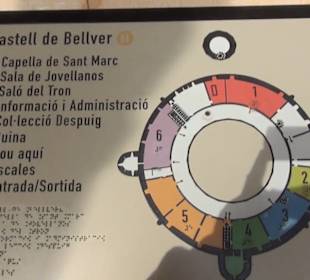 astell de Bellver
Capella de Sant Marc
Sala de Jovellanos
Saló del Tron
nformació i Administració
Col·lecció Despuig
uina
ou aquí
scales
ntrada/Sortida
0
1
6
5
4
3
2